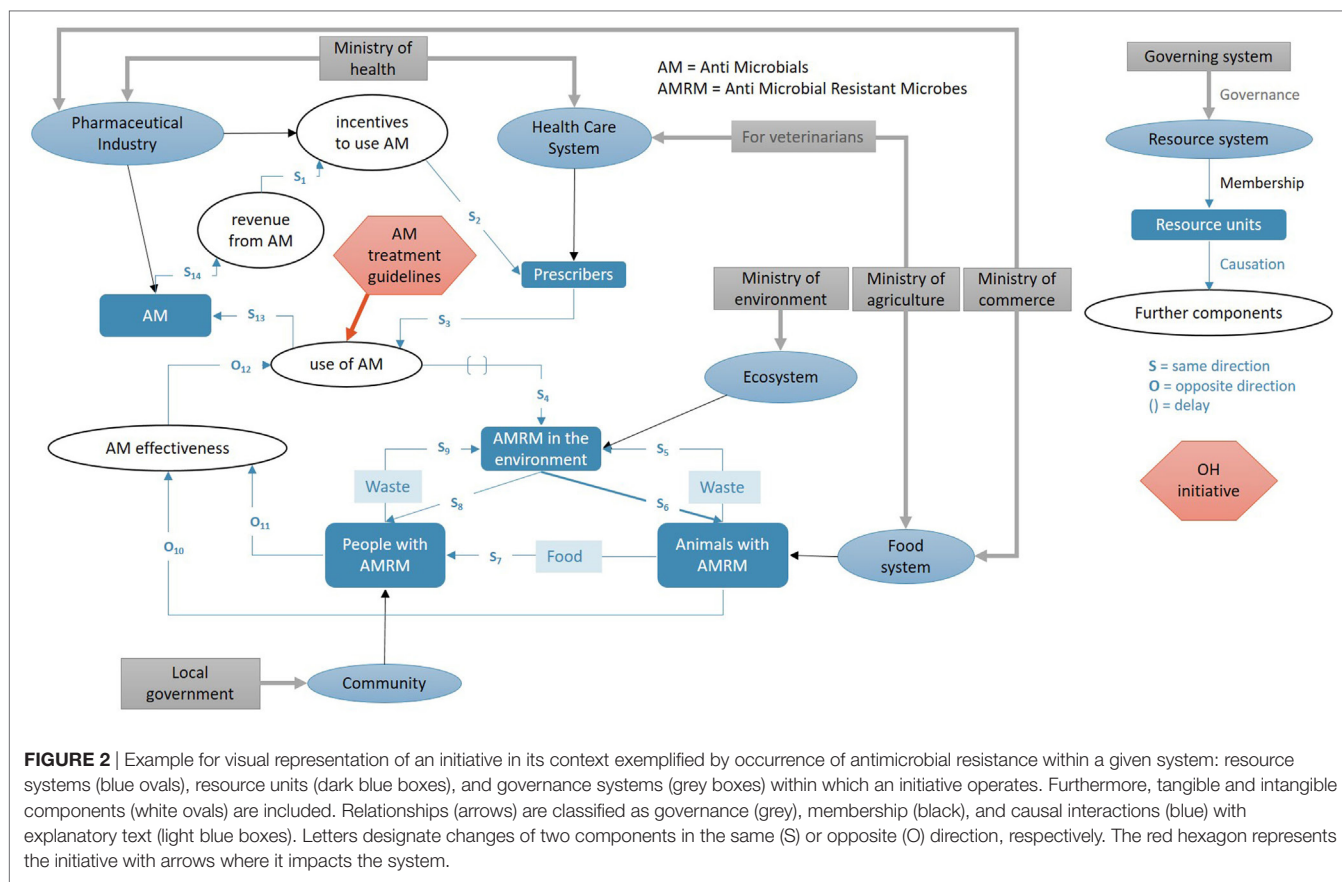 Ministry of
health
AM = Anti Microbials
AMRM = Anti Microbial Resistant Microbes
Governing system
Governance
Pharmaceutical
Industry
incentives
to use AM
Health Care
System
For veterinarians
Resource system
Membership
S1
revenue
from AM
S2
AM
treatment
guidelines
Resource units
S14
Prescribers
Ministry of
environment
Ministry of
agriculture
Ministry of
commerce
Causation
AM
S13
S3
Further components
O12
use of AM
( )
S4
Ecosystem
S = same direction
O = opposite direction
() = delay
AM effectiveness
S9
AMRM in the
environment
S5
Waste
S8
S6
Waste
OH
initiative
O11
O10
People with
AMRM
S7
Food
Animals with
AMRM
Food
system
Local
government
Community
FIGURE 2 | Example for visual representation of an initiative in its context exemplified by occurrence of antimicrobial resistance within a given system: resource
systems (blue ovals), resource units (dark blue boxes), and governance systems (grey boxes) within which an initiative operates. Furthermore, tangible and intangible
components (white ovals) are included. Relationships (arrows) are classified as governance (grey), membership (black), and causal interactions (blue) with
explanatory text (light blue boxes). Letters designate changes of two components in the same (S) or opposite (O) direction, respectively. The red hexagon represents
the initiative with arrows where it impacts the system.